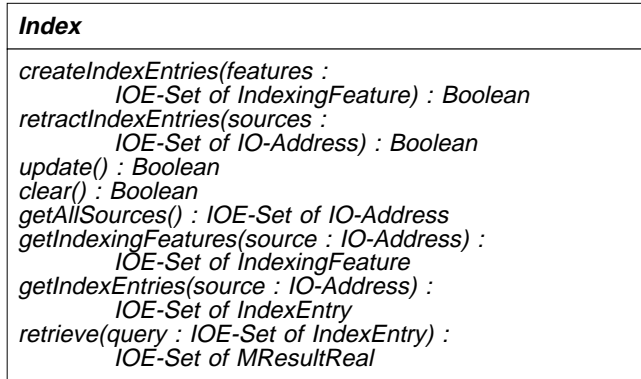 Index
createIndexEntries(features :
IOE-Set of IndexingFeature) : Boolean
retractIndexEntries(sources :
IOE-Set of IO-Address) : Boolean
update() : Boolean
clear() : Boolean
getAllSources() : IOE-Set of IO-Address
getIndexingFeatures(source : IO-Address) :
IOE-Set of IndexingFeature
getIndexEntries(source : IO-Address) :
IOE-Set of IndexEntry
retrieve(query : IOE-Set of IndexEntry) :
IOE-Set of MResultReal